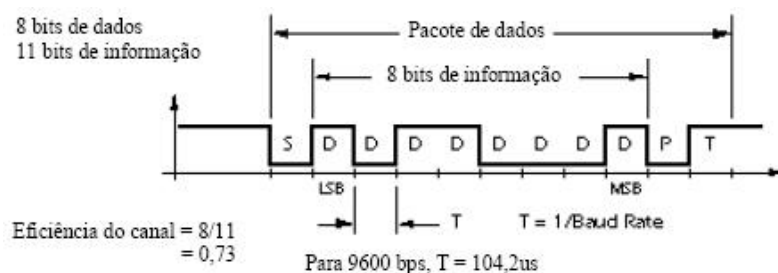 8 bits de dados
11 bits de informação
Pacote de dados
8 bits de informação
S D D D D D D D D P T
LSB MSB
T T = 1/Baud Rate
Eficiência do canal = 8/11
= 0,73
Para 9600 bps, T = 104,2us